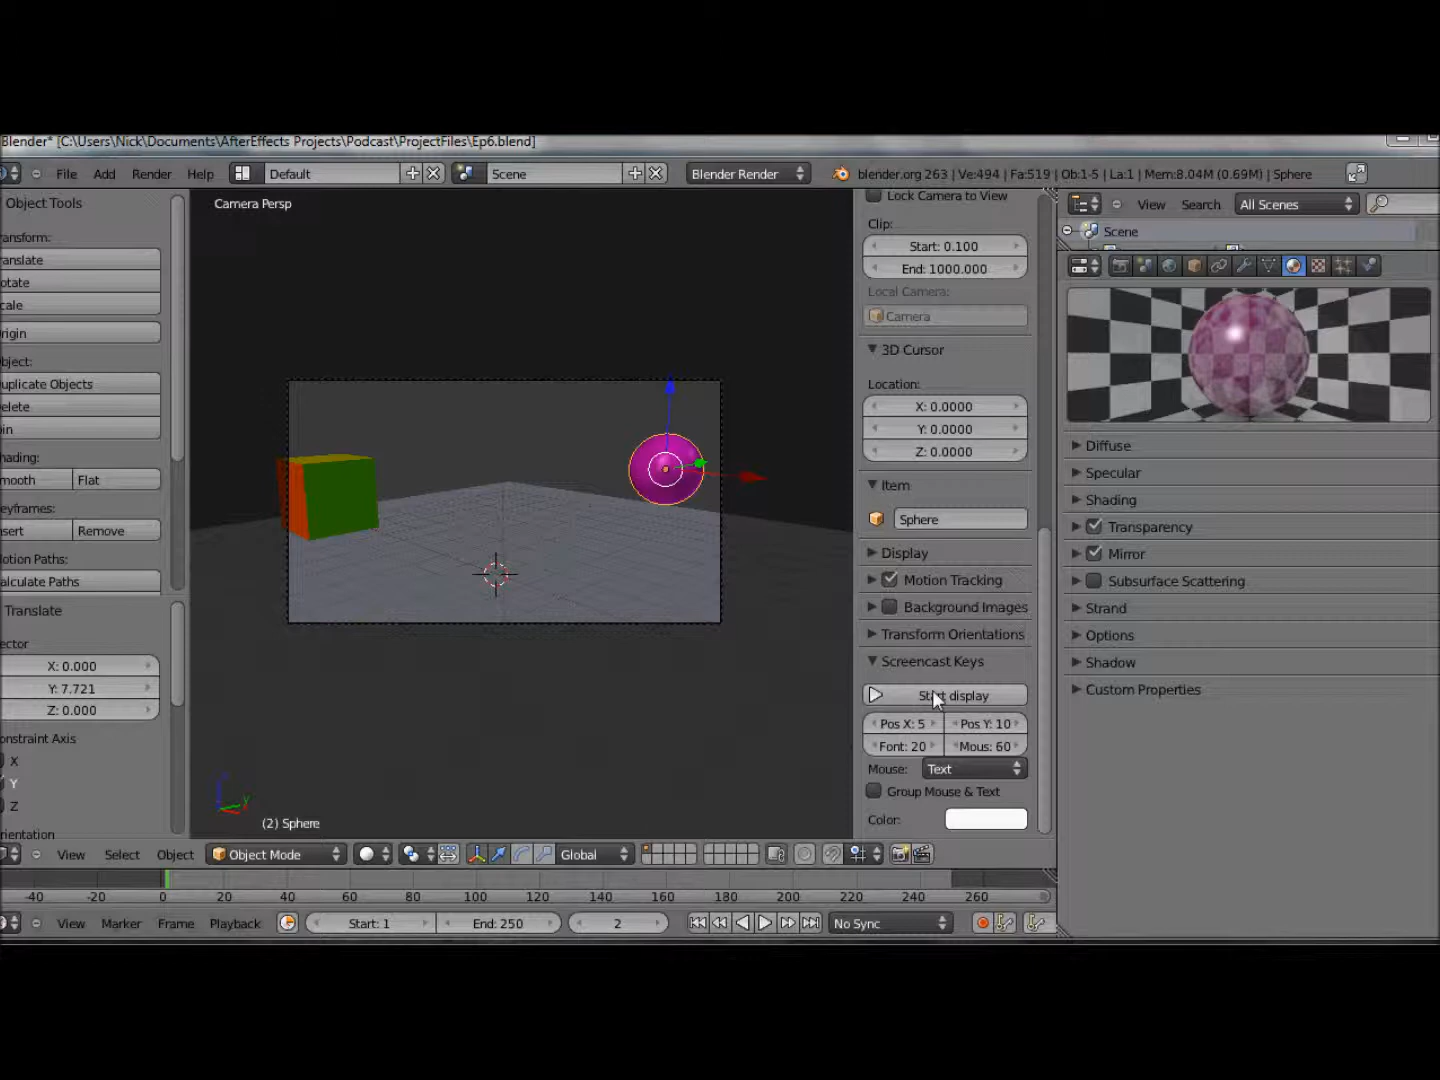 Blender* [C:\Users\Nick\Documents\AfterEffects Projects\Podcast\ProjectFiles\Ep6.blend]
File Add Render Help Default Scene Blender Render blender.org 263 | Ve:494 | Fa:519 | Ob:1-5 | La:1 | Mem:8.04M (0.69M) | Sphere
Object Tools
ransform:
ranslate
otate
cale
rigin
bject:
uplicate Objects
elete
oin
hading:
mooth Flat
eyframes:
nsert Remove
otion Paths:
alculate Paths
Translate
ector
X: 0.000
Y: 7.721
Z: 0.000
onstraint Axis
X
Y
Z
rientation
Camera Persp
(2) Sphere
Lock Camera to View
Clip:
Start: 0.100
End: 1000.000
Local Camera:
Camera
3D Cursor
Location:
X: 0.0000
Y: 0.0000
Z: 0.0000
Item
Sphere
Display
Motion Tracking
Background Images
Transform Orientations
Screencast Keys
Start display
Pos X: 5 Pos Y: 10
Font: 20 Mous: 60
Mouse: Text
Group Mouse & Text
Color:
View Search All Scenes
Scene
Diffuse
Specular
Shading
Transparency
Mirror
Subsurface Scattering
Strand
Options
Shadow
Custom Properties
View Select Object Object Mode Global
-40 -20 0 20 40 60 80 100 120 140 160 180 200 220 240 260
View Marker Frame Playback Start: 1 End: 250 2 No Sync